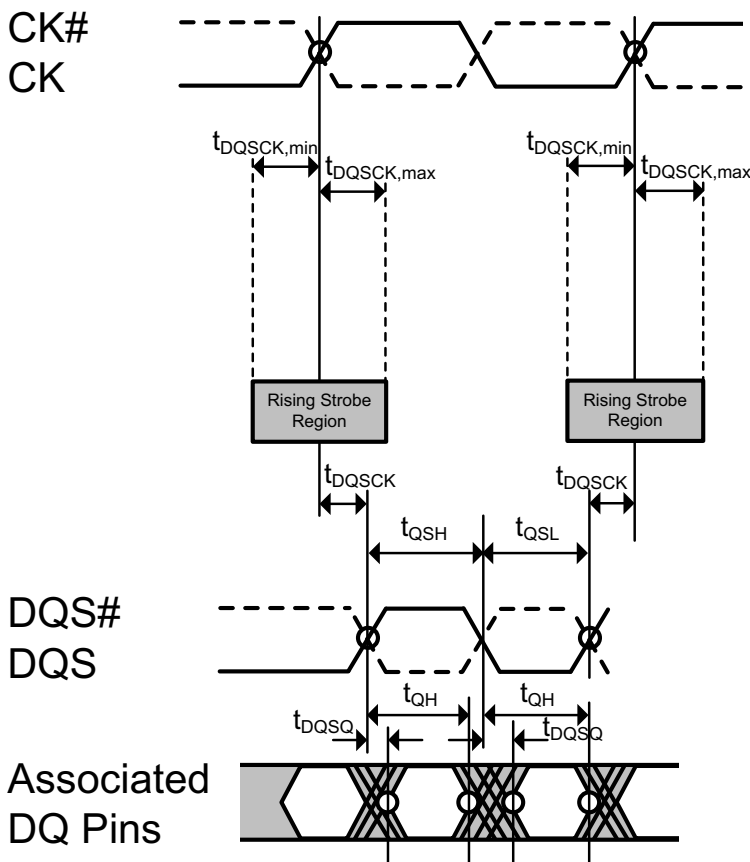 CK#
CK
tDQSCK,min
tDQSCK,max
tDQSCK,min
tDQSCK,max
Rising Strobe
Region
Rising Strobe
Region
tDQSCK
tDQSCK
tQSH
tQSL
DQS#
DQS
tQH
tQH
tDQSQ
tDQSQ
Associated
DQ Pins